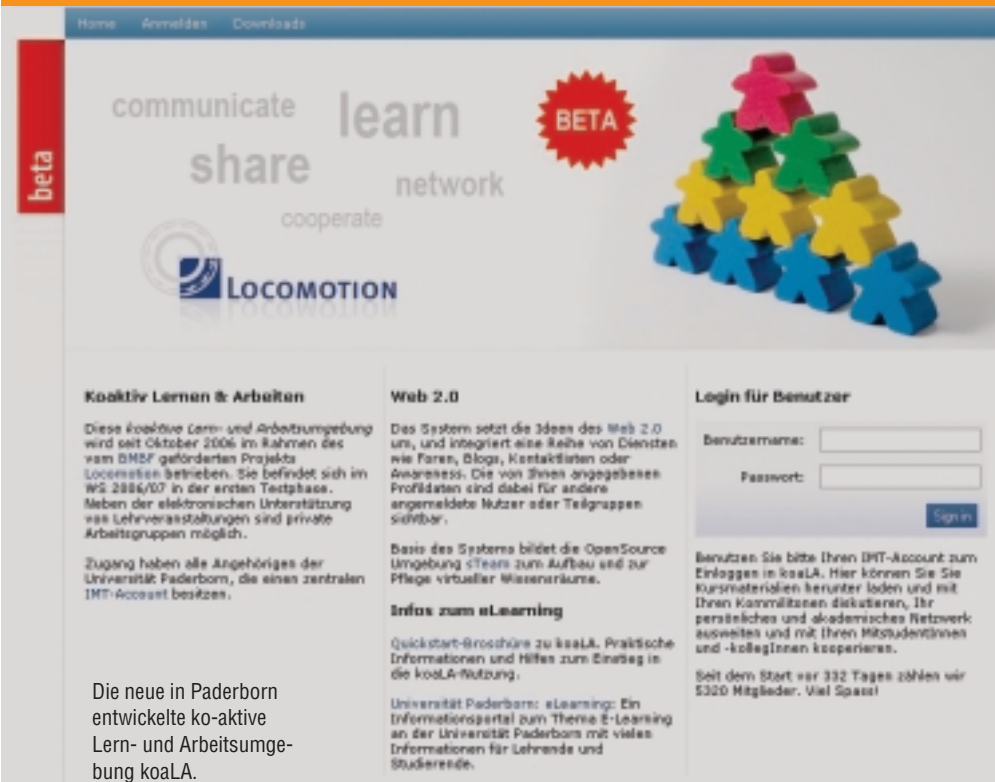 Home Anmelden Downloads
beta
communicate learn
share
network
cooperate
BETA
LOCOMOTION
Koaktiv Lernen & Arbeiten
Diese koaktive Lern- und Arbeitsumgebung
wird seit Oktober 2006 im Rahmen des
vom BMBF geförderten Projekts
Locomotion betrieben. Sie befindet sich im
WS 2006/07 in der ersten Testphase.
Neben der elektronischen Unterstützung
von Lehrveranstaltungen sind private
Arbeitsgruppen möglich.
Zugang haben alle Angehörigen der
Universität Paderborn, die einen zentralen
IMT-Account besitzen.
Die neue in Paderborn
entwickelte ko-aktive
Lern- und Arbeitsumge-
bung koaLA.
Web 2.0
Das System setzt die Ideen des Web 2.0
um, und integriert eine Reihe von Diensten
wie Foren, Blogs, Kontaktlisten oder
Awareness. Die von Ihnen angegebenen
Profildaten sind dabei für andere
angemeldete Nutzer oder Teilgruppen
sichtbar.
Basis des Systems bildet die OpenSource
Umgebung sTeam zum Aufbau und zur
Pflege virtueller Wissensräume.
Infos zum eLearning
Quickstart-Broschüre zu koaLA. Praktische
Informationen und Hilfen zum Einstieg in
die koaLA-Nutzung.
Universität Paderborn: eLearning: Ein
Informationsportal zum Thema E-Learning
an der Universität Paderborn mit vielen
Informationen für Lehrende und
Studierende.
Login für Benutzer
Benutzername:
Passwort:
Sign in
Benutzen Sie bitte Ihren IMT-Account zum
Einloggen in koaLA. Hier können Sie Sie
Kursmaterialien herunter laden und mit
Ihren Kommilitonen diskutieren, Ihr
persönliches und akademisches Netzwerk
ausweiten und mit Ihren MitstudentInnen
und -kollegInnen kooperieren.
Seit dem Start vor 332 Tagen zählen wir
5320 Mitglieder. Viel Spass!